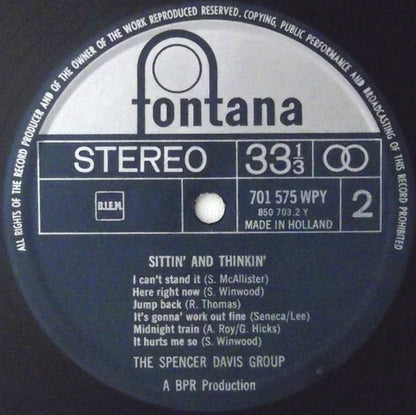 ALL RIGHTS OF THE RECORD PRODUCER AND OF THE OWNER OF THE WORK REPRODUCED RESERVED. COPYING, PUBLIC PERFORMANCE AND BROADCASTING OF THIS RECORD PROHIBITED
fontana
STEREO 33 1/3
B.I.E.M. 701 575 WPY 2
850 703.2 Y
MADE IN HOLLAND
SITTIN' AND THINKIN'
I can't stand it (S. McAllister)
Here right now (S. Winwood)
Jump back (R. Thomas)
It's gonna' work out fine (Seneca/Lee)
Midnight train (A. Roy/G. Hicks)
It hurts me so (S. Winwood)
THE SPENCER DAVIS GROUP
A BPR Production